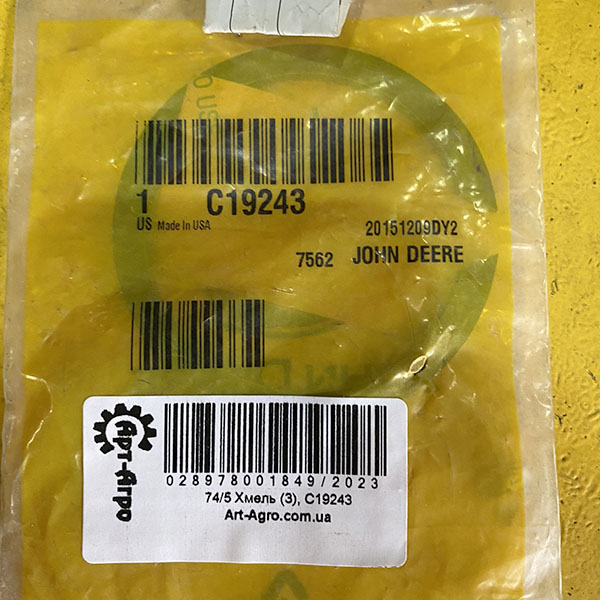 1 C19243
US Made in USA
20151209DY2
7562 JOHN DEERE
Арт-Агро
028978001849/2023
74/5 Хмель (3), C19243
Art-Agro.com.ua